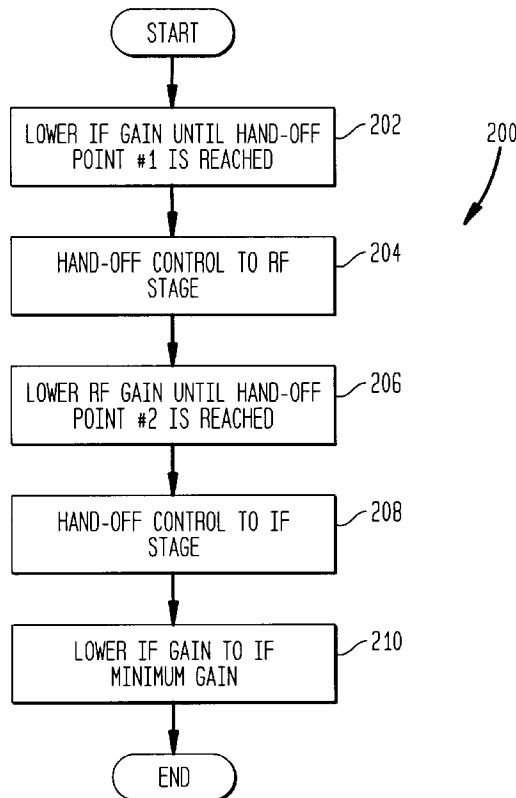 START
LOWER IF GAIN UNTIL HAND-OFF
POINT #1 IS REACHED
202
200
HAND-OFF CONTROL TO RF
STAGE
204
LOWER RF GAIN UNTIL HAND-OFF
POINT #2 IS REACHED
206
HAND-OFF CONTROL TO IF
STAGE
208
LOWER IF GAIN TO IF
MINIMUM GAIN
210
END